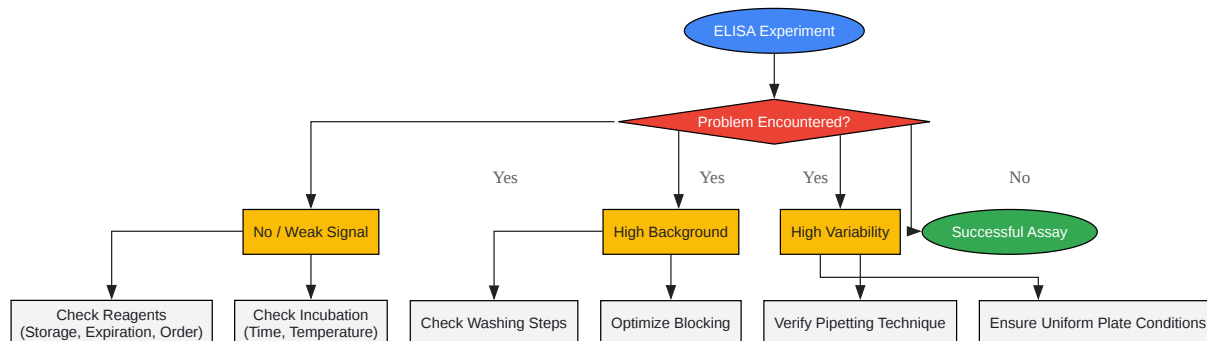 ELISA Experiment
Problem Encountered?
Yes
Yes
Yes
No
No / Weak Signal
High Background
High Variability
Successful Assay
Check Reagents
(Storage, Expiration, Order)
Check Incubation
(Time, Temperature)
Check Washing Steps
Optimize Blocking
Verify Pipetting Technique
Ensure Uniform Plate Conditions